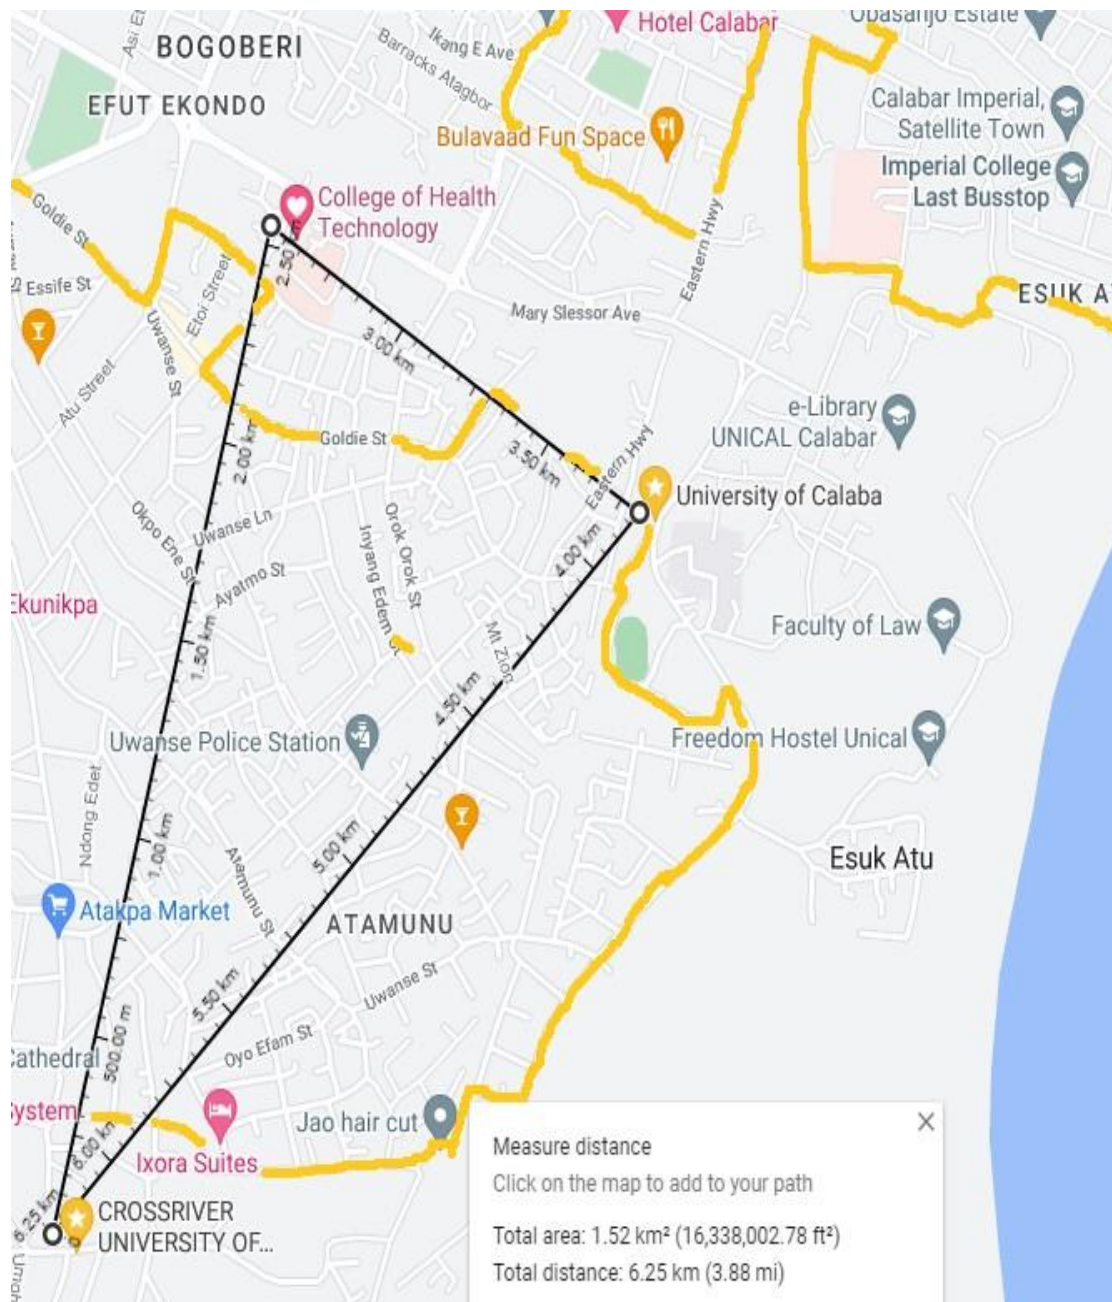 Hotel Calabar
Obasanjo Estate
Asi Et
BOGOBERI
Ikang E Ave
Barracks Atagbor
EFUT EKONDO
Calabar Imperial,
Satellite Town
Bulavaad Fun Space
Imperial College
Last Busstop
Goldie St
College of Health
Technology
2.50
Eastern Hwy
Essife St
Etoi Street
ESUK A
Mary Slessor Ave
Uwanse St
3.00 km
Atu Street
e-Library
UNICAL Calabar
Goldie St
2.00 km
3.50 km
Eastern Hwy
University of Calaba
Okpo Ene St
Uwanse Ln
Orok Orok St
Inyang Edem St
4.00 km
Ayatmo St
Ekunikpa
Faculty of Law
1.50 km
Mt Zion
4.50 km
Uwanse Police Station
Freedom Hostel Unical
Ndong Edet
1.00 km
5.00 km
Esuk Atu
Atamunu St
Atakpa Market
ATAMUNU
5.50 km
Uwanse St
500.00 m
Oyo Efam St
Cathedral
System
Jao hair cut
6.00 km
Ixora Suites
Measure distance
Click on the map to add to your path
6.25 km
CROSSRIVER
UNIVERSITY OF...
Total area: 1.52 km² (16,338,002.78 ft²)
Total distance: 6.25 km (3.88 mi)
Umah